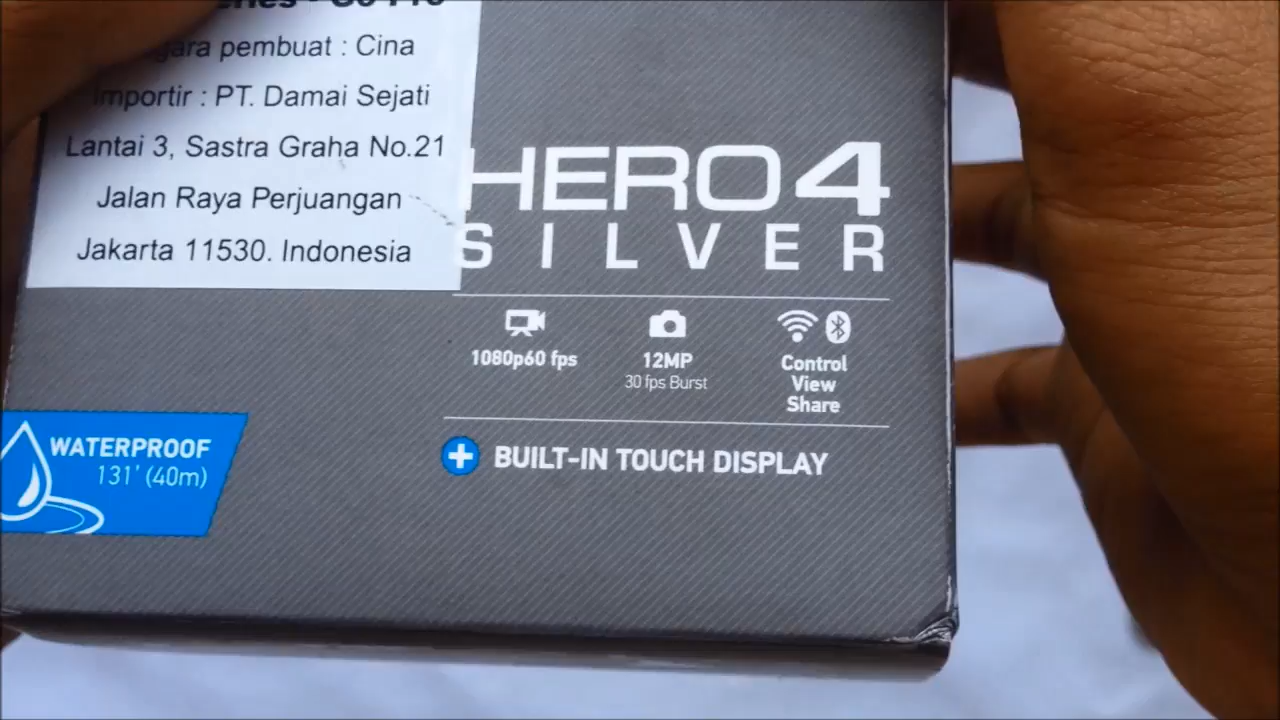 pembuat : Cina
Importir : PT. Damai Sejati
Lantai 3, Sastra Graha No.21
Jalan Raya Perjuangan
Jakarta 11530. Indonesia
HERO4
SILVER
1080p60 fps
12MP
30 fps Burst
Control
View
Share
BUILT-IN TOUCH DISPLAY
WATERPROOF
131' (40m)